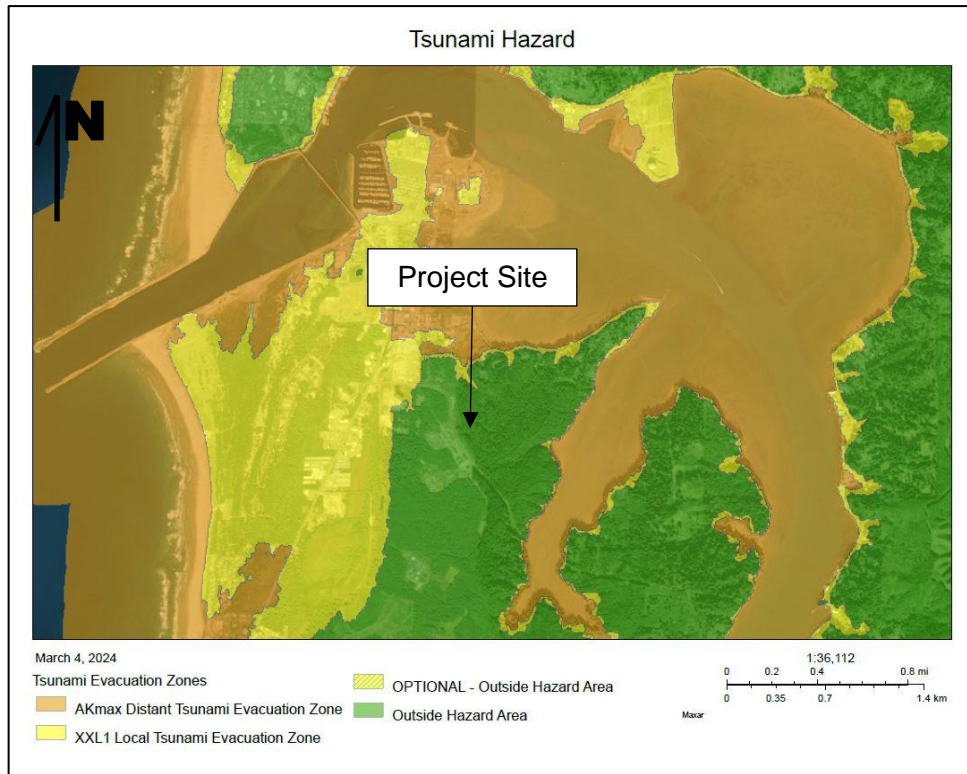 Tsunami Hazard
N
Project Site
March 4, 2024
Tsunami Evacuation Zones
AKmax Distant Tsunami Evacuation Zone
XXL1 Local Tsunami Evacuation Zone
OPTIONAL - Outside Hazard Area
Outside Hazard Area
1:36,112
0 0.2 0.4 0.8 mi
0 0.35 0.7 1.4 km
Maxar